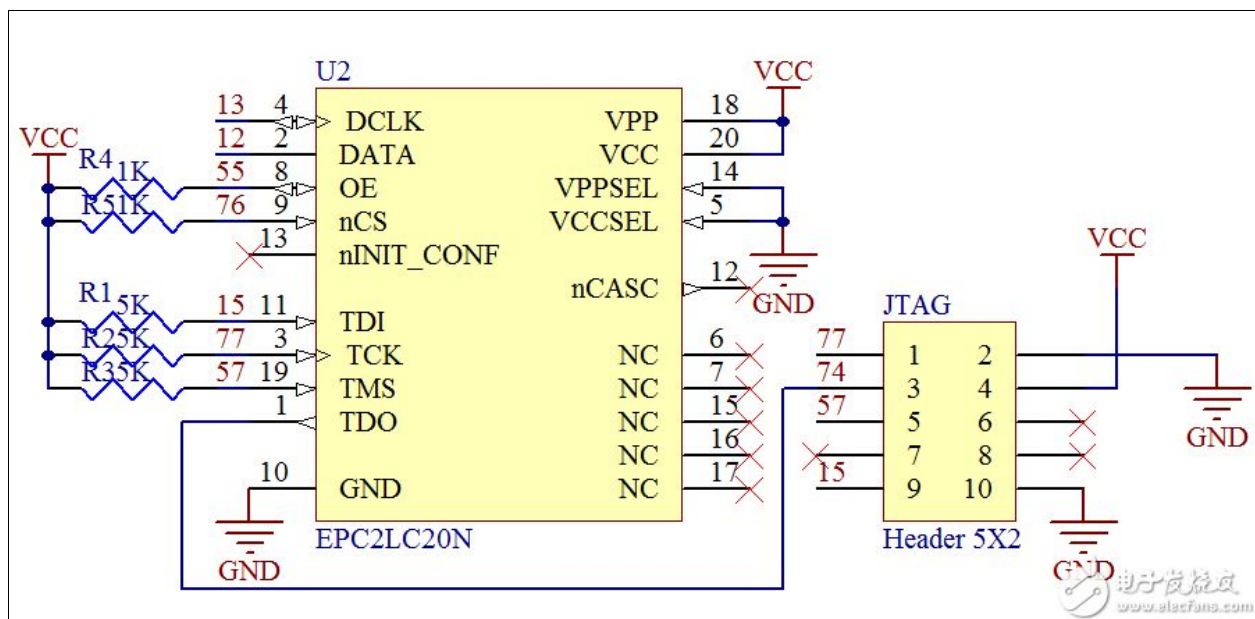 U2
VCC
13 4 DCLK VPP 18
12 2 DATA VCC 20
VCC
R4 1K 55 8 OE VPPSEL 14
R5 1K 76 9 nCS VCCSEL 5
13 nINIT_CONF
nCASC 12
GND
VCC
JTAG
R1 5K 15 11 TDI
R2 5K 77 3 TCK NC 6
R3 5K 57 19 TMS NC 7
1 TDO NC 15
NC 16
10 GND NC 17
GND
EPC2LC20N
77 1 2
74 3 4
57 5 6
7 8
15 9 10
GND
Header 5X2
GND
电子发烧友
www.elecfans.com